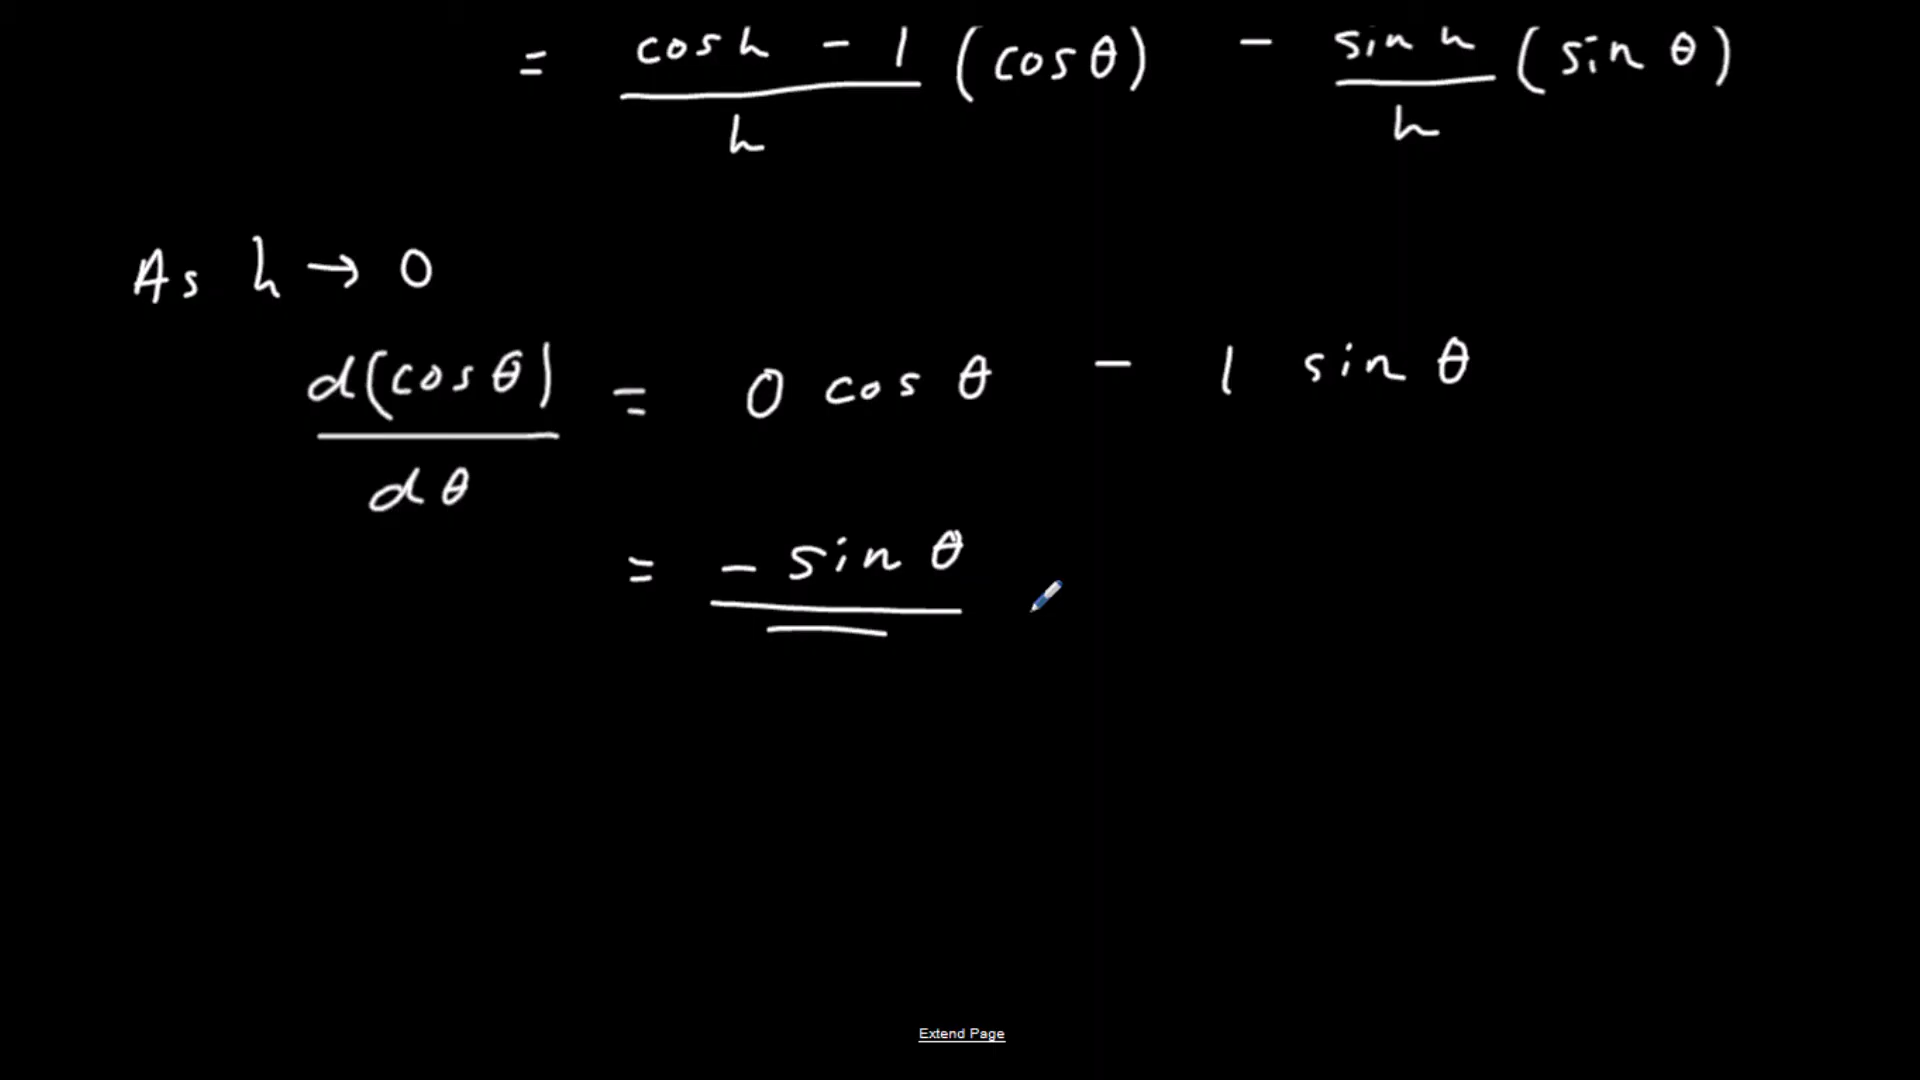 = cos h - 1 / h (cos θ) - sin h / h (sin θ)
As h → 0
d(cos θ) / dθ = 0 cos θ - 1 sin θ
= - sin θ
Extend Page